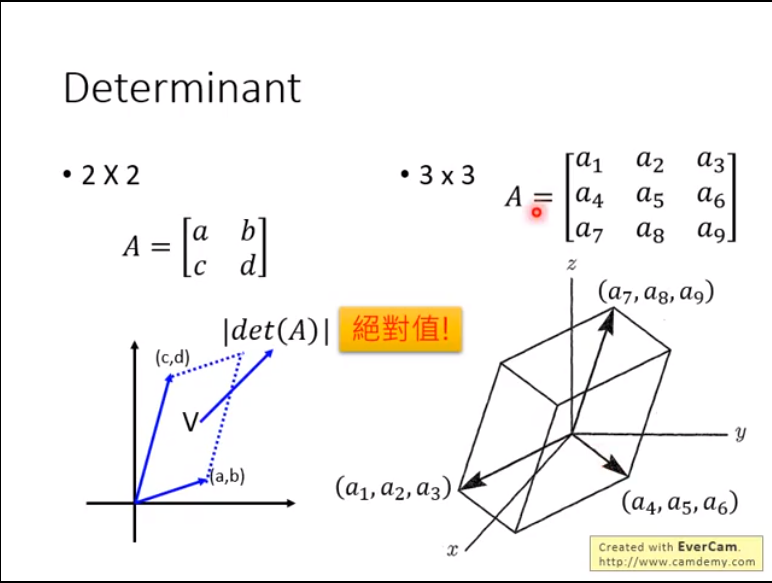 Determinant
• 2 X 2
A = [a b
c d]
|det(A)| 絕對值!
(c,d)
V
(a,b)
• 3 x 3
A = [a₁ a₂ a₃
a₄ a₅ a₆
a₇ a₈ a₉]
z
(a₇, a₈, a₉)
y
(a₁, a₂, a₃)
(a₄, a₅, a₆)
x
Created with EverCam.
http://www.camdemy.com